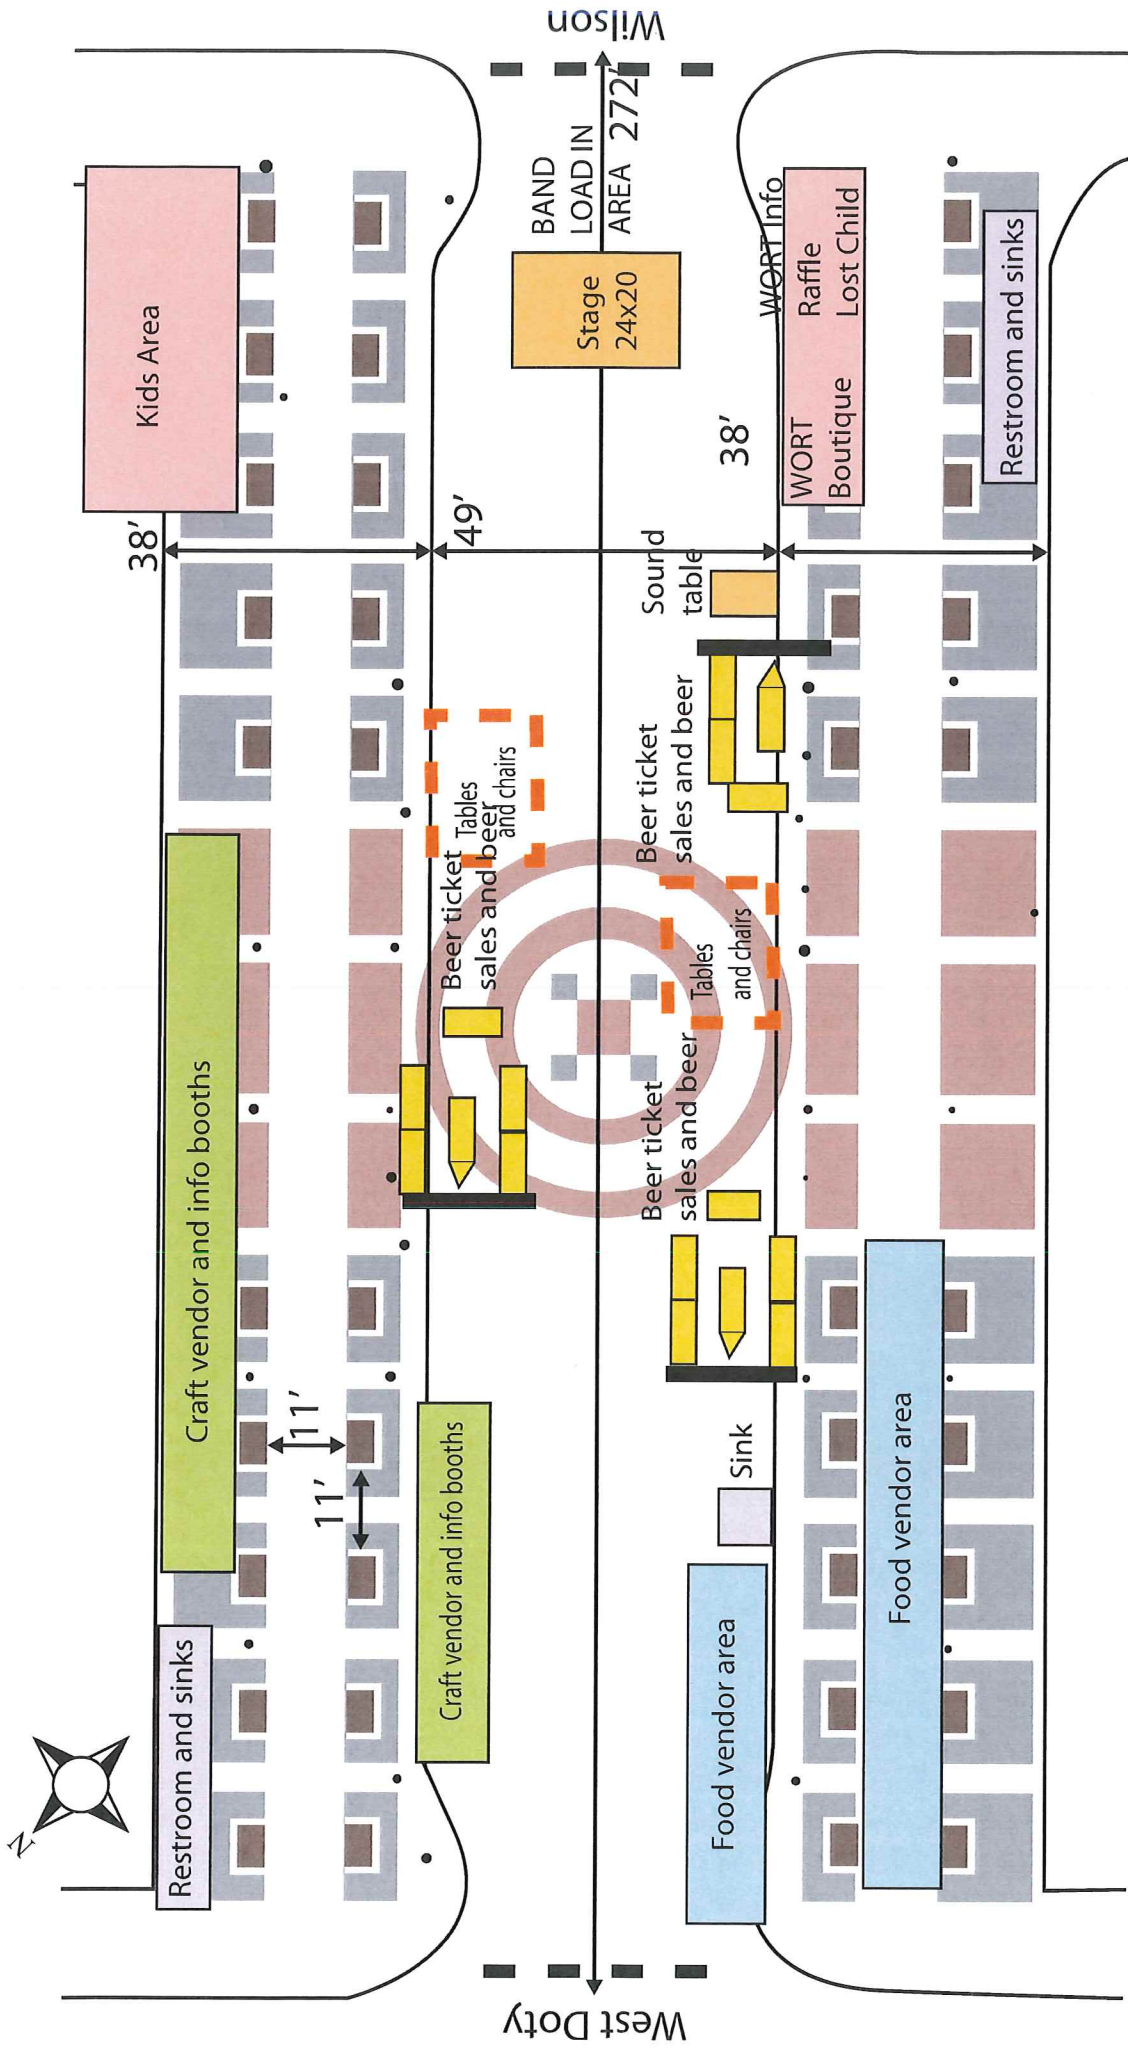 N
Restroom and sinks
Craft vendor and info booths
Kids Area
38’
11’
11’
Craft vendor and info booths
49’
Beer ticket
sales and beer
Tables
and chairs
West Doty
Wilson
BAND
LOAD IN
AREA 272’
Stage
24x20
Food vendor area
Sink
Beer ticket
sales and beer
Tables
and chairs
Beer ticket
sales and beer
Sound
table
38’
WORT Info
Raffle
Lost Child
WORT
Boutique
Food vendor area
Restroom and sinks